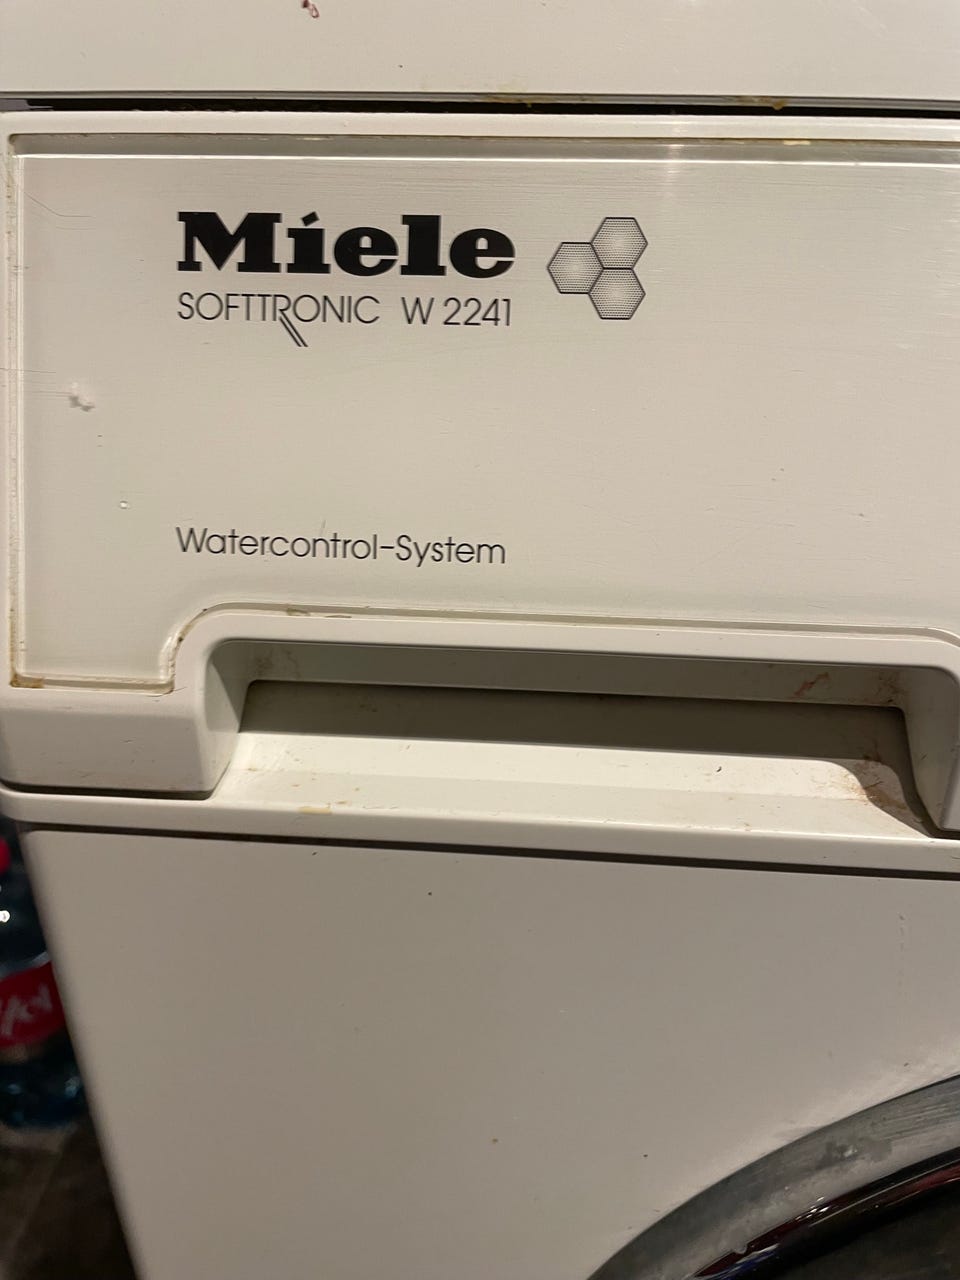 Miele
SOFTTRONIC W 2241
Watercontrol-System